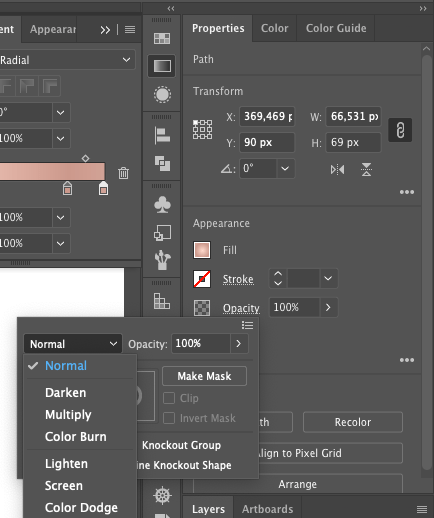 ent Appearar
Radial
0°
100%
100%
100%
Properties Color Color Guide
Path
Transform
X: 369,469 p W: 66,531 px
Y: 90 px H: 69 px
0°
Appearance
Fill
Stroke
Opacity 100%
Normal Opacity: 100%
Normal
Darken
Multiply
Color Burn
Lighten
Screen
Color Dodge
Make Mask
Clip
Invert Mask
Knockout Group
ine Knockout Shape
th Recolor
Align to Pixel Grid
Arrange
Layers Artboards